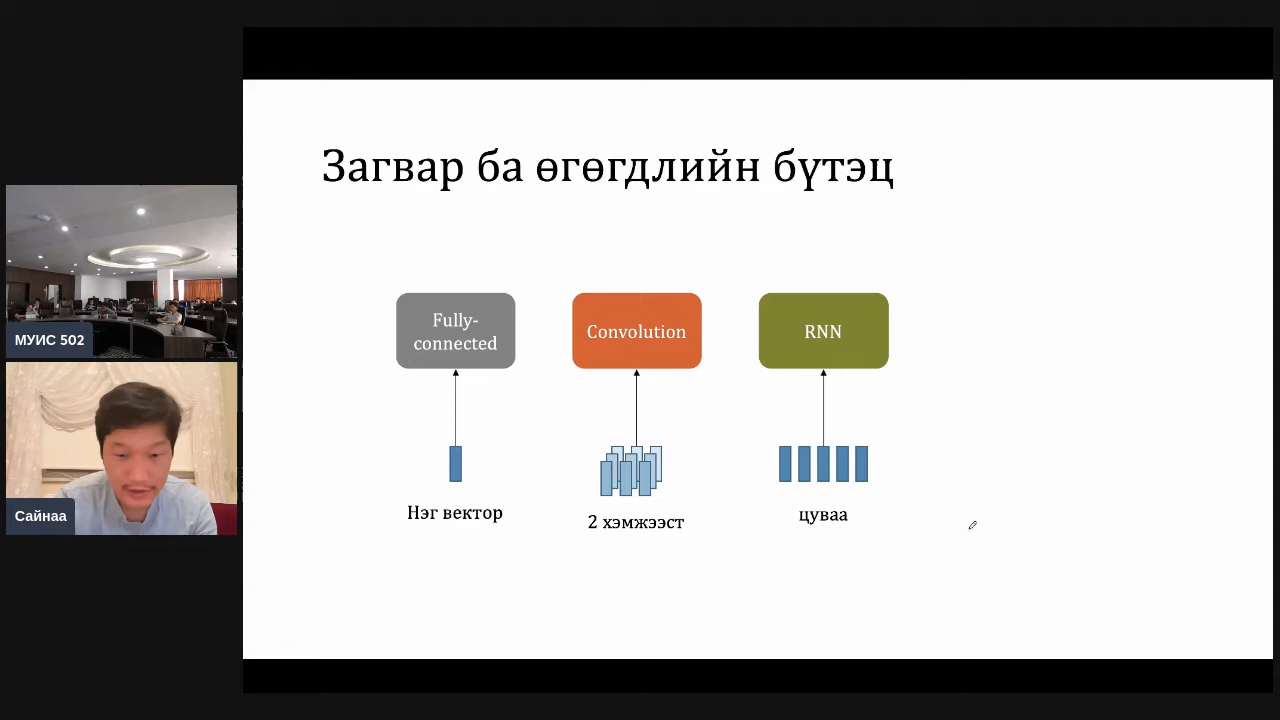 Загвар ба өгөгдлийн бүтэц
Fully-
connected
Convolution
RNN
Нэг вектор
2 хэмжээст
цуваа
МУИС 502
Сайнаа